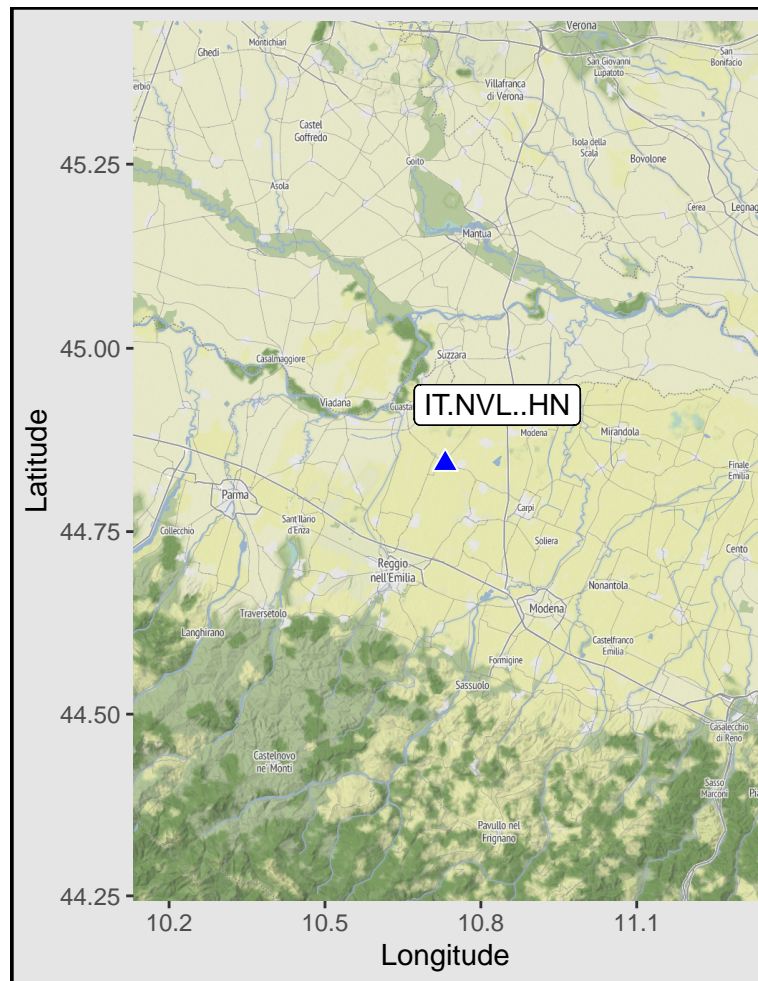 Verona
Ghedi
Montichiari
San Giovanni
Lupatoto
San
Bonifacio
Villafranca
di Verona
Castel
Goffredo
Isola della
Scala
Bovolone
Goito
45.25
Asola
Cerea
Legnag
Mantua
45.00
Suzzara
Casalmaggiore
Viadana
Guasta
IT.NVL..HN
Modena
Mirandola
Latitude
Finale
Emilia
Parma
Carpi
44.75
Collecchio
Sant'Ilario
d'Enza
Soliera
Cento
Reggio
nell'Emilia
Nonantola
Traversetolo
Modena
Langhirano
Castelfranco
Emilia
Formigine
Sassuolo
44.50
Casalecchio
di Reno
Castelnovo
ne' Monti
Sasso
Marconi
Pia
Pavullo nel
Frignano
44.25
10.2
10.5
10.8
11.1
Longitude